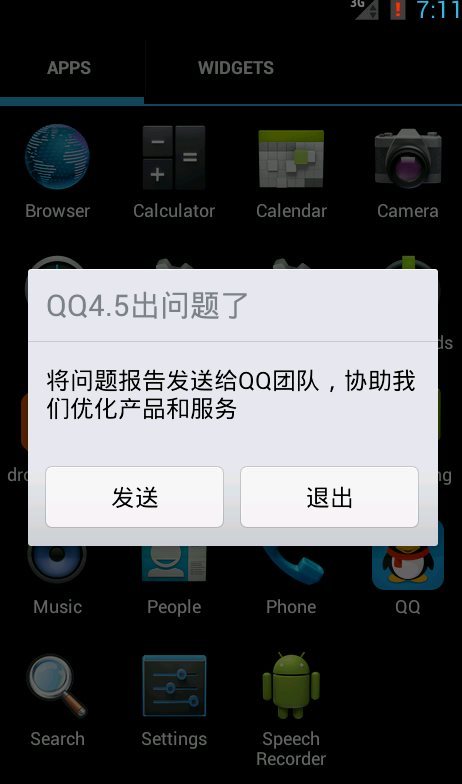 3G 7:11
APPS WIDGETS
Browser Calculator Calendar Camera
QQ4.5出问题了
ds
将问题报告发送给QQ团队，协助我
们优化产品和服务
dro
ng
发送 退出
Music People Phone QQ
Search Settings Speech
Recorder